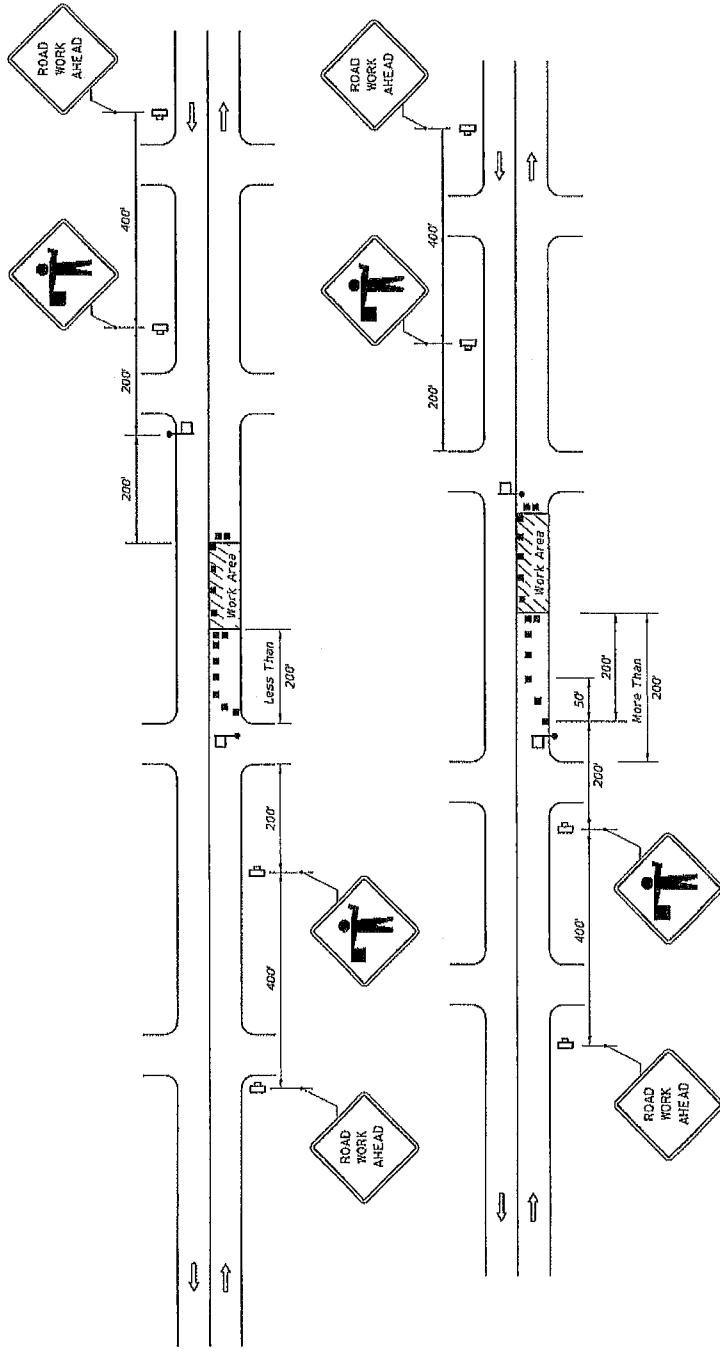 ROAD
WORK
AHEAD
400'
200'
200'
Work Area
Less Than
200'
200'
400'
ROAD
WORK
AHEAD
ROAD
WORK
AHEAD
400'
200'
Work Area
200'
50'
More Than
200'
200'
400'
ROAD
WORK
AHEAD